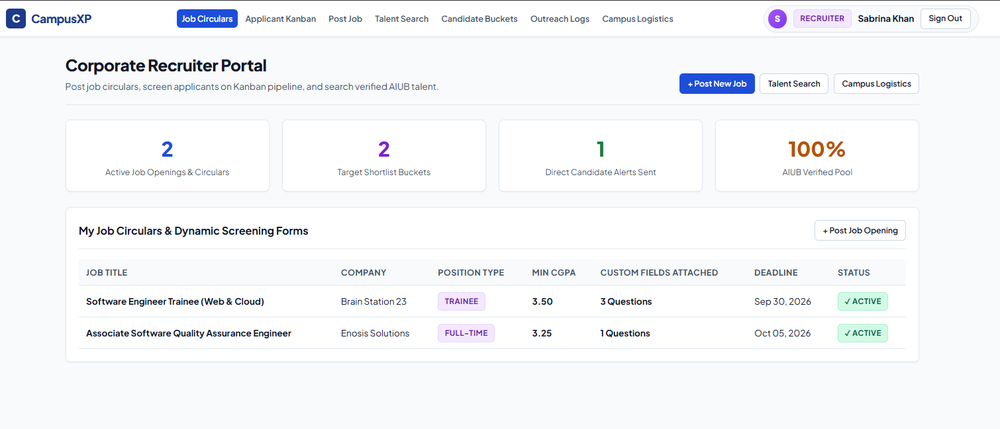 C CampusXP Job Circulars Applicant Kanban Post Job Talent Search Candidate Buckets Outreach Logs Campus Logistics S RECRUITER Sabrina Khan Sign Out
Corporate Recruiter Portal
Post job circulars, screen applicants on Kanban pipeline, and search verified AIUB talent.
+ Post New Job Talent Search Campus Logistics
2 2 1 100%
Active Job Openings & Circulars Target Shortlist Buckets Direct Candidate Alerts Sent AIUB Verified Pool
My Job Circulars & Dynamic Screening Forms + Post Job Opening
JOB TITLE COMPANY POSITION TYPE MIN CGPA CUSTOM FIELDS ATTACHED DEADLINE STATUS
Software Engineer Trainee (Web & Cloud) Brain Station 23 TRAINEE 3.50 3 Questions Sep 30, 2026 ✓ ACTIVE
Associate Software Quality Assurance Engineer Enosis Solutions FULL-TIME 3.25 1 Questions Oct 05, 2026 ✓ ACTIVE